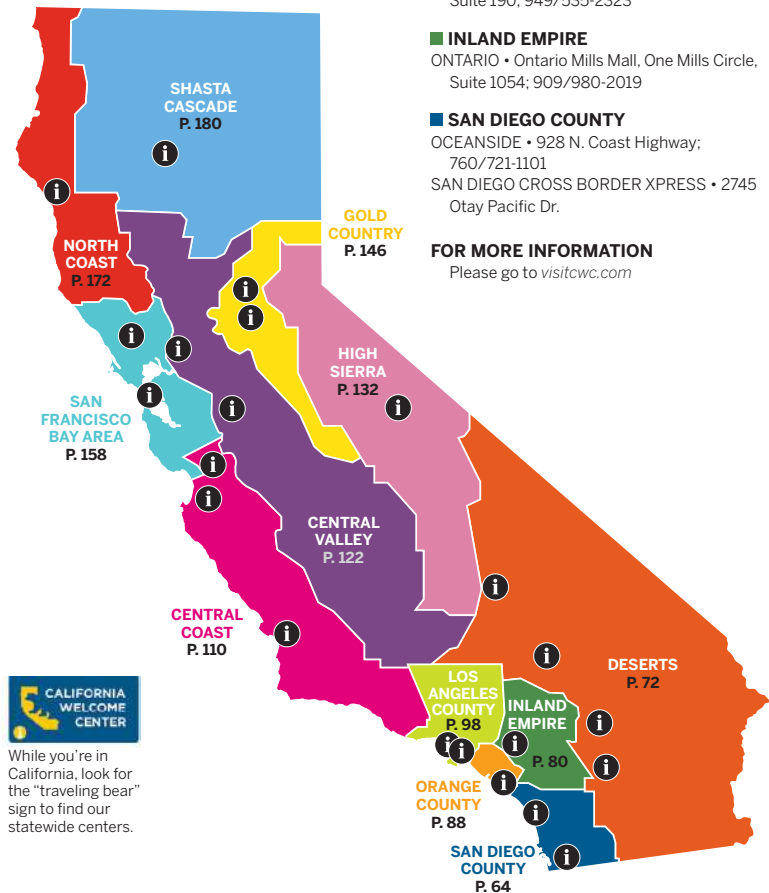 Suite 190; 949/535-2323
INLAND EMPIRE
ONTARIO • Ontario Mills Mall, One Mills Circle,
Suite 1054; 909/980-2019
SAN DIEGO COUNTY
OCEANSIDE • 928 N. Coast Highway;
760/721-1101
SAN DIEGO CROSS BORDER XPRESS • 2745
Otay Pacific Dr.
FOR MORE INFORMATION
Please go to visitcwc.com
SHASTA
CASCADE
P. 180
i
i
NORTH
COAST
P. 172
GOLD
COUNTRY
P. 146
i
i
i
i
i
i
HIGH
SIERRA
P. 132
i
SAN
FRANCISCO
BAY AREA
P. 158
i
i
CENTRAL
VALLEY
P. 122
i
CENTRAL
COAST
P. 110
i
i
DESERTS
P. 72
i
i
LOS
ANGELES
COUNTY
P. 98
i
i
INLAND
EMPIRE
P. 80
i
ORANGE
COUNTY
P. 88
i
SAN DIEGO
COUNTY
P. 64
i
i
CALIFORNIA
WELCOME
CENTER
i
While you're in
California, look for
the “traveling bear”
sign to find our
statewide centers.